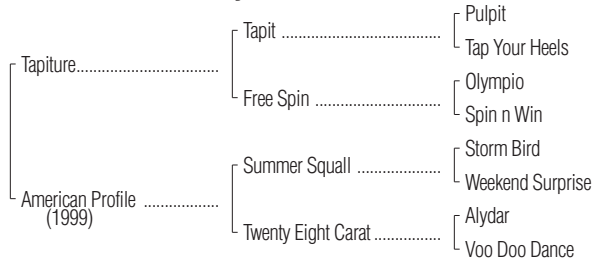 Pulpit
Tapit ................................................
Tap Your Heels
Tapiture..........................................
Olympio
Free Spin .....................................
Spin n Win
Storm Bird
Summer Squall ........................
Weekend Surprise
American Profile ......................
(1999)
Alydar
Twenty Eight Carat...................
Voo Doo Dance